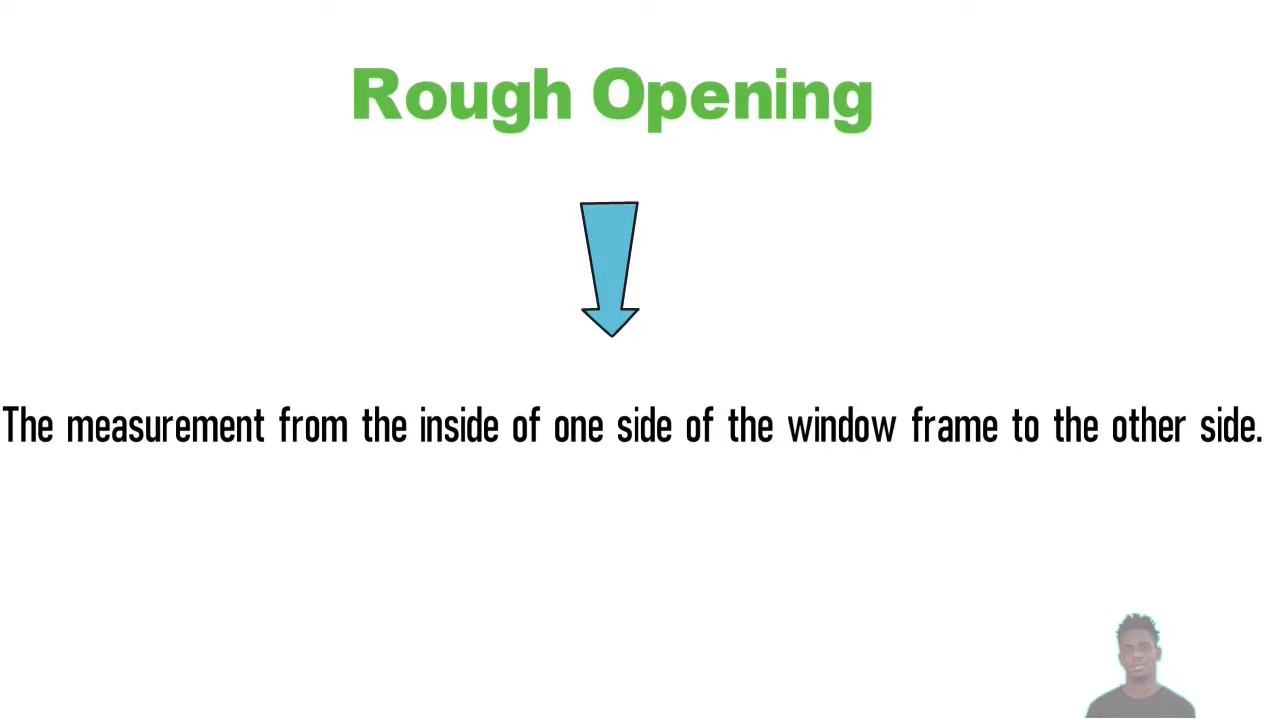 Rough Opening
The measurement from the inside of one side of the window frame to the other side.